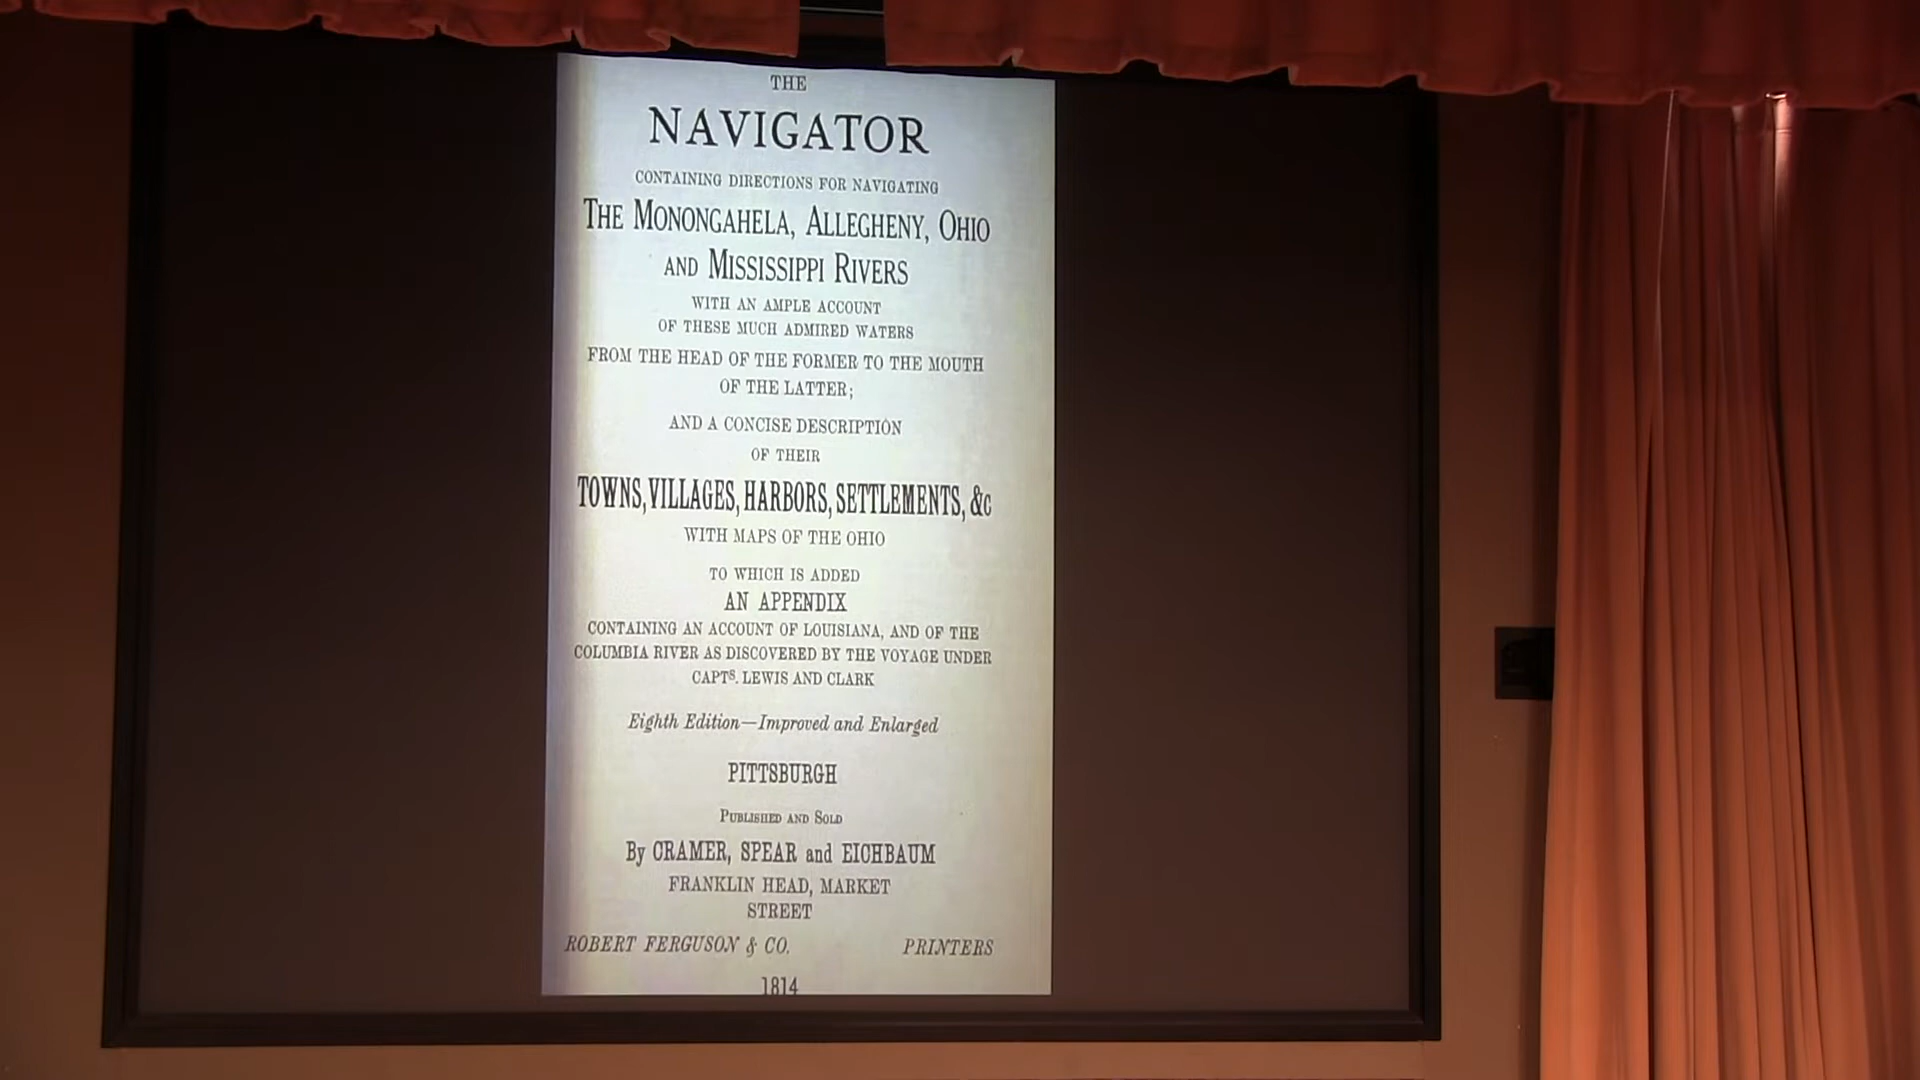 THE
NAVIGATOR
CONTAINING DIRECTIONS FOR NAVIGATING
THE MONONGAHELA, ALLEGHENY, OHIO
AND MISSISSIPPI RIVERS
WITH AN AMPLE ACCOUNT
OF THESE MUCH ADMIRED WATERS
FROM THE HEAD OF THE FORMER TO THE MOUTH
OF THE LATTER;
AND A CONCISE DESCRIPTION
OF THEIR
TOWNS, VILLAGES, HARBORS, SETTLEMENTS, &C
WITH MAPS OF THE OHIO
TO WHICH IS ADDED
AN APPENDIX
CONTAINING AN ACCOUNT OF LOUISIANA, AND OF THE
COLUMBIA RIVER AS DISCOVERED BY THE VOYAGE UNDER
CAPTS. LEWIS AND CLARK
Eighth Edition—Improved and Enlarged
PITTSBURGH
PUBLISHED AND SOLD
By CRAMER, SPEAR and EICHBAUM
FRANKLIN HEAD, MARKET
STREET
ROBERT FERGUSON & CO. PRINTERS
1814